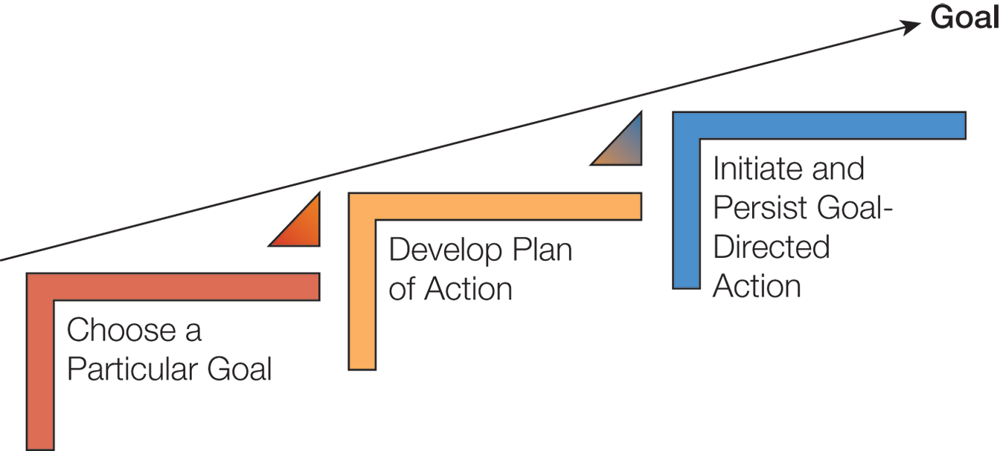 Goal
Initiate and
Persist Goal-
Directed
Action
Develop Plan
of Action
Choose a
Particular Goal